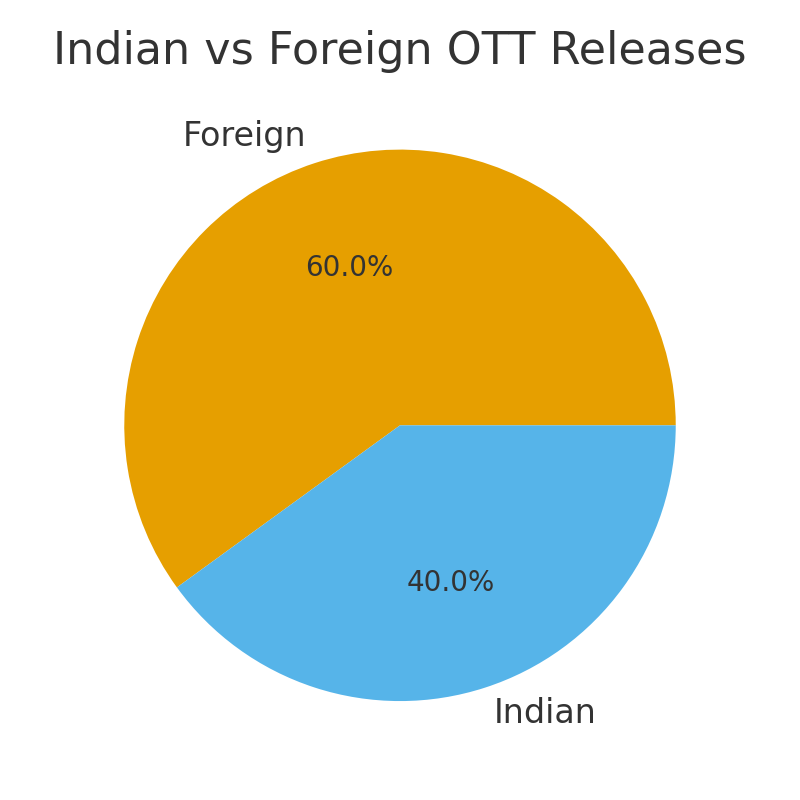 Indian vs Foreign OTT Releases
Foreign
60.0%
40.0%
Indian